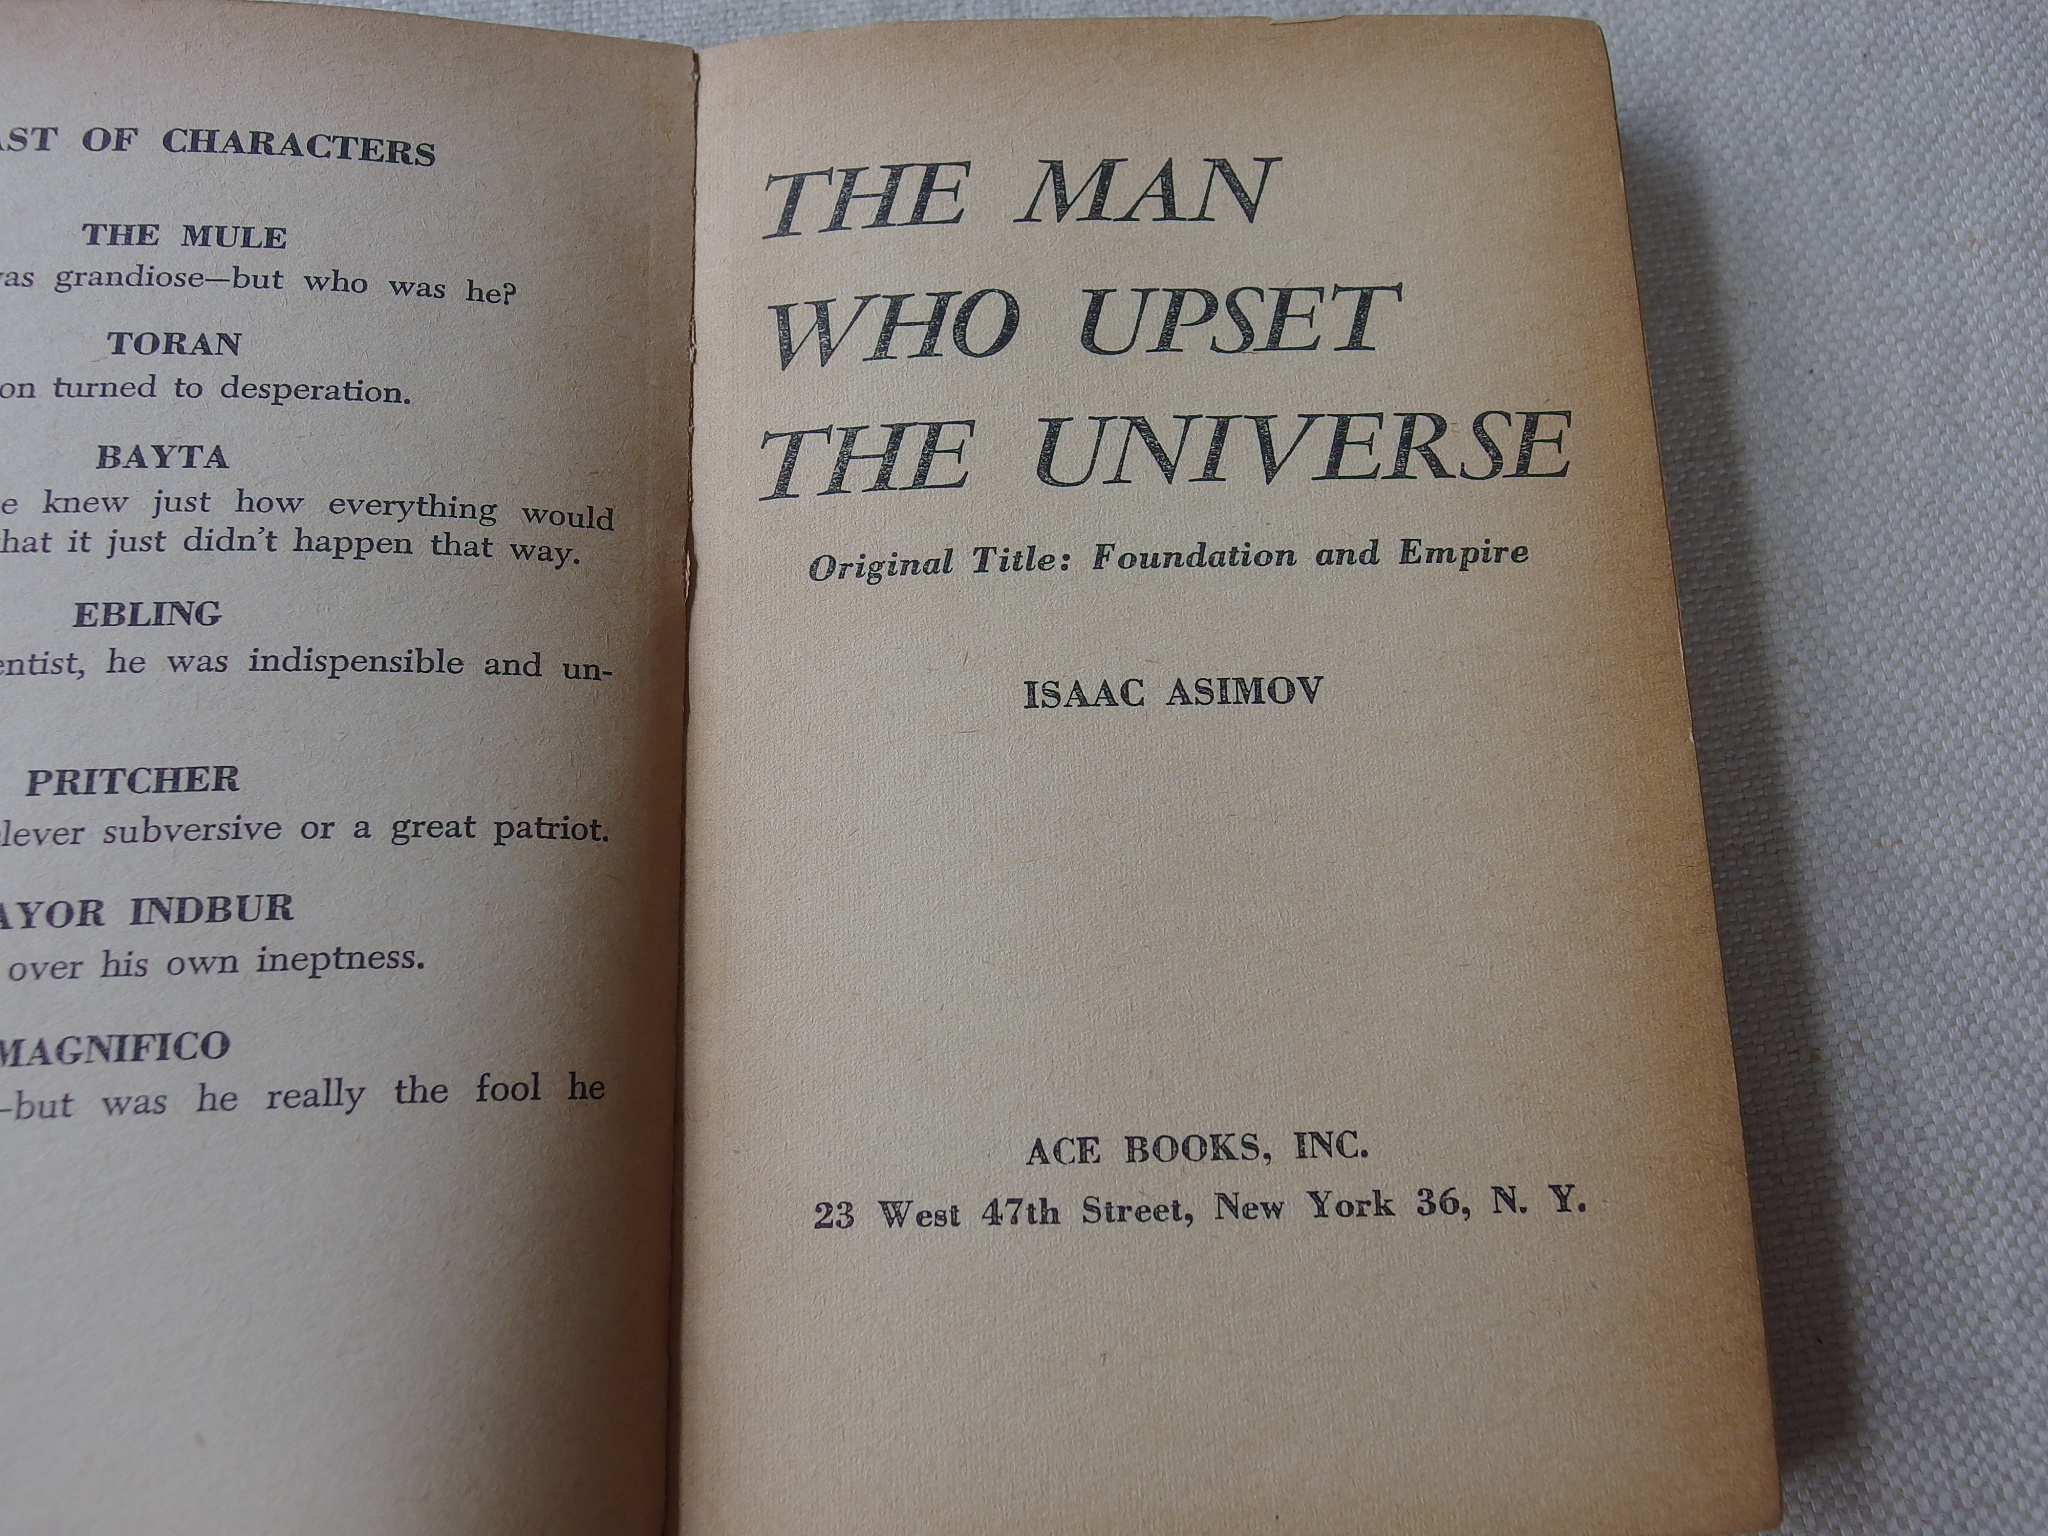 AST OF CHARACTERS
THE MULE
was grandiose—but who was he?
TORAN
on turned to desperation.
BAYTA
e knew just how everything would
hat it just didn't happen that way.
EBLING
entist, he was indispensible and un-
PRITCHER
lever subversive or a great patriot.
AYOR INDBUR
over his own ineptness.
MAGNIFICO
—but was he really the fool he
THE MAN
WHO UPSET
THE UNIVERSE
Original Title: Foundation and Empire
ISAAC ASIMOV
ACE BOOKS, INC.
23 West 47th Street, New York 36, N. Y.